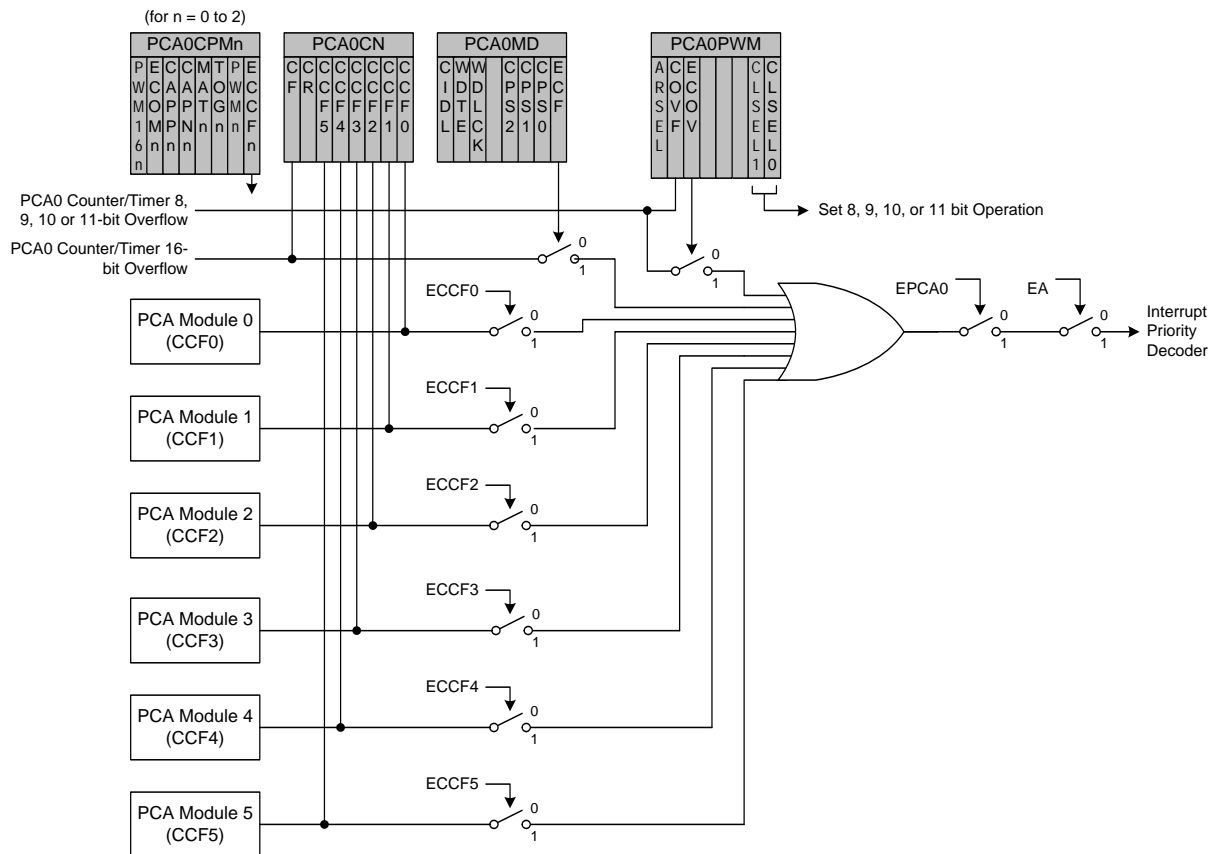 (for n = 0 to 2)
PCA0CPMn
PWM16n
ECOMn
CAPPn
CAPNn
MATn
TOGn
PWMn
ECCFn
PCA0CN
CF
CR
CCF5
CCF4
CCF3
CCF2
CCF1
CCF0
PCA0MD
CIDL
WDTE
WDLCK
CPS2
CPS1
CPS0
ECF
PCA0PWM
ARSEL
COVF
ECOV
CLSEL1
CLSEL0
PCA0 Counter/Timer 8,
9, 10 or 11-bit Overflow
Set 8, 9, 10, or 11 bit Operation
PCA0 Counter/Timer 16-
bit Overflow
0
1
0
1
PCA Module 0
(CCF0)
ECCF0
0
1
EPCA0
0
1
EA
0
1
Interrupt
Priority
Decoder
PCA Module 1
(CCF1)
ECCF1
0
1
PCA Module 2
(CCF2)
ECCF2
0
1
PCA Module 3
(CCF3)
ECCF3
0
1
PCA Module 4
(CCF4)
ECCF4
0
1
PCA Module 5
(CCF5)
ECCF5
0
1